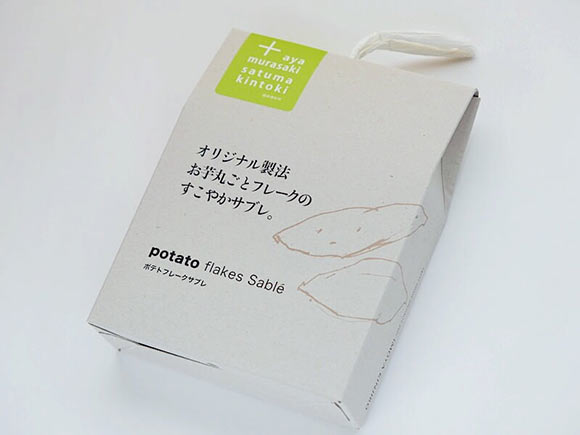 + aya
murasaki
satuma
kintoki
オリジナル製法
お芋丸ごとフレークの
すこやかサブレ。
potato flakes Sablé
ポテトフレークサブレ